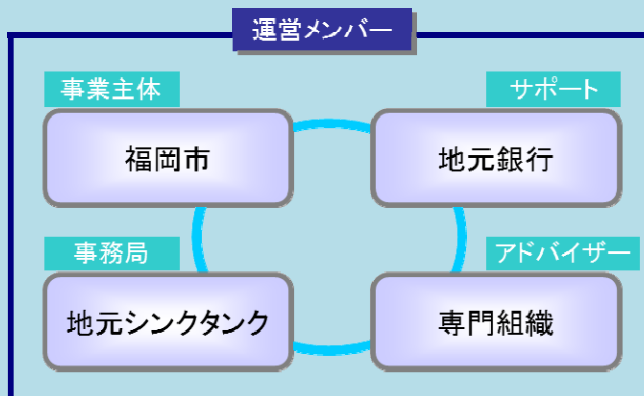 運営メンバー
事業主体
サポート
福岡市
地元銀行
事務局
アドバイザー
地元シンクタンク
専門組織